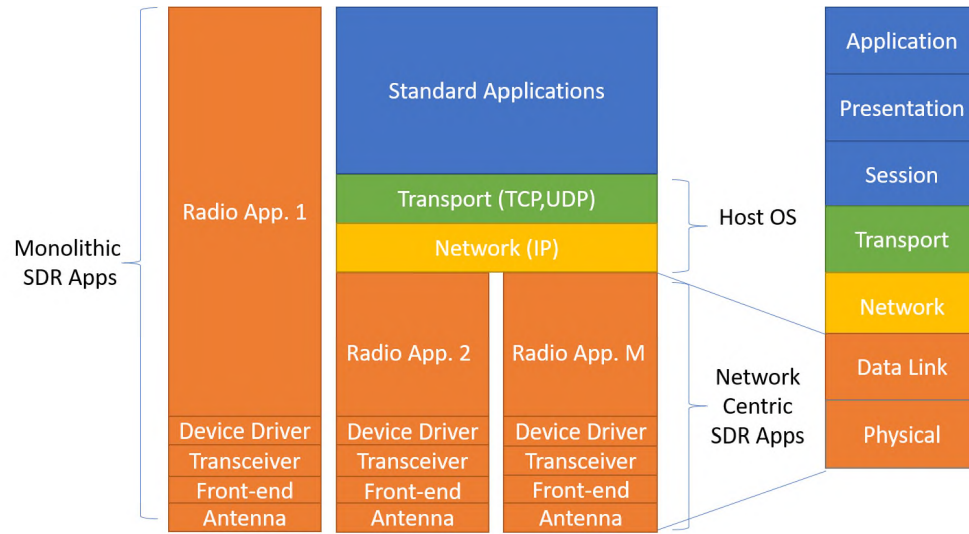 Monolithic
SDR Apps
Radio App. 1
Device Driver
Transceiver
Front-end
Antenna
Standard Applications
Transport (TCP,UDP)
Network (IP)
Radio App. 2
Device Driver
Transceiver
Front-end
Antenna
Radio App. M
Device Driver
Transceiver
Front-end
Antenna
Host OS
Network
Centric
SDR Apps
Application
Presentation
Session
Transport
Network
Data Link
Physical